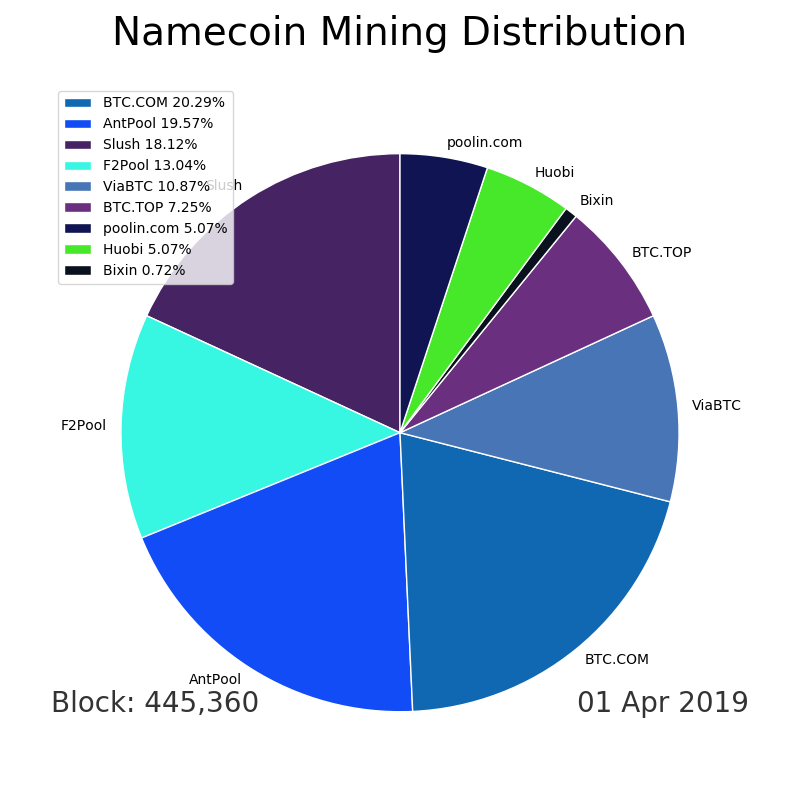 Namecoin Mining Distribution
BTC.COM 20.29%
AntPool 19.57%
Slush 18.12%
F2Pool 13.04%
ViaBTC 10.87%
BTC.TOP 7.25%
poolin.com 5.07%
Huobi 5.07%
Bixin 0.72%
poolin.com
Huobi
Slush
Bixin
BTC.TOP
ViaBTC
F2Pool
BTC.COM
AntPool
Block: 445,360
01 Apr 2019